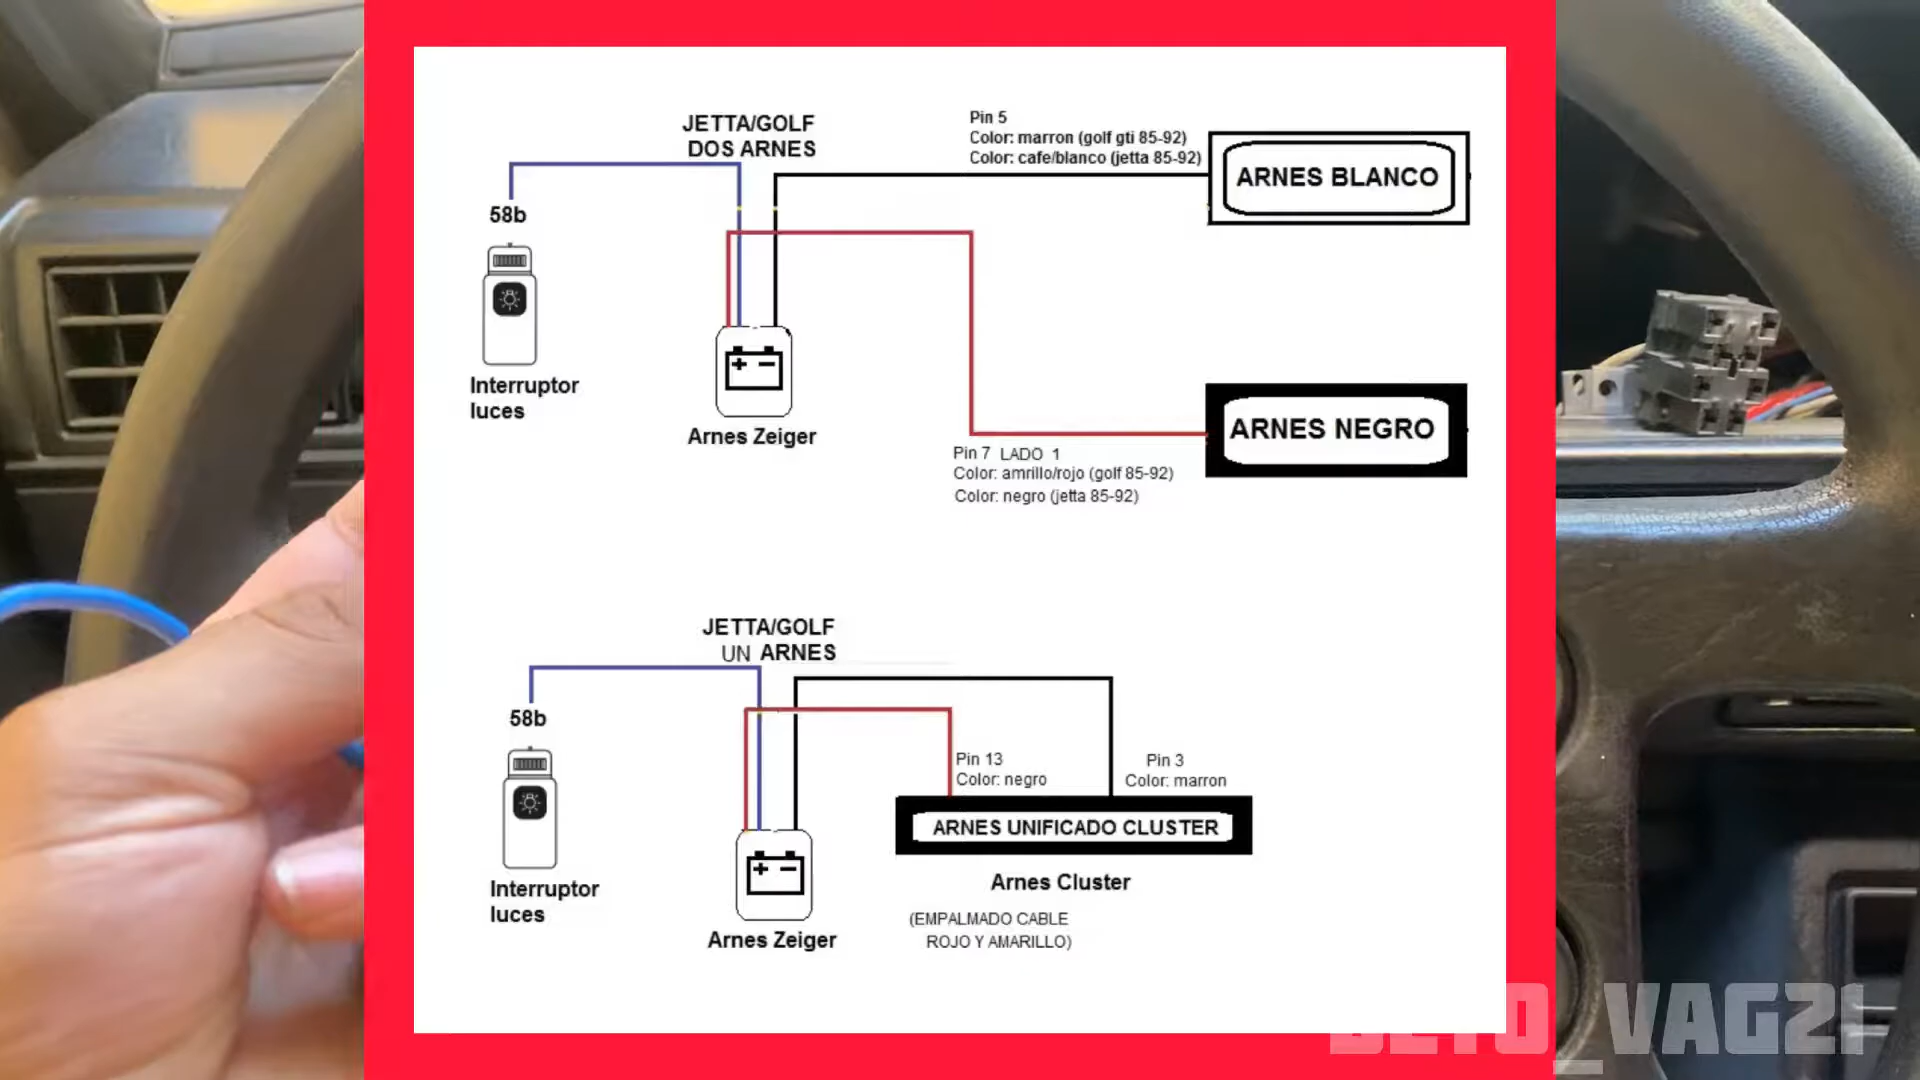 JETTA/GOLF
DOS ARNES
Pin 5
Color: marron (golf gti 85-92)
Color: cafe/blanco (jetta 85-92)
ARNES BLANCO
58b
Interruptor
luces
+ -
Arnes Zeiger
ARNES NEGRO
Pin 7 LADO 1
Color: amrillo/rojo (golf 85-92)
Color: negro (jetta 85-92)
JETTA/GOLF
UN ARNES
58b
Interruptor
luces
+ -
Arnes Zeiger
Pin 13
Color: negro
Pin 3
Color: marron
ARNES UNIFICADO CLUSTER
Arnes Cluster
(EMPALMADO CABLE
ROJO Y AMARILLO)
BETO_VAG21